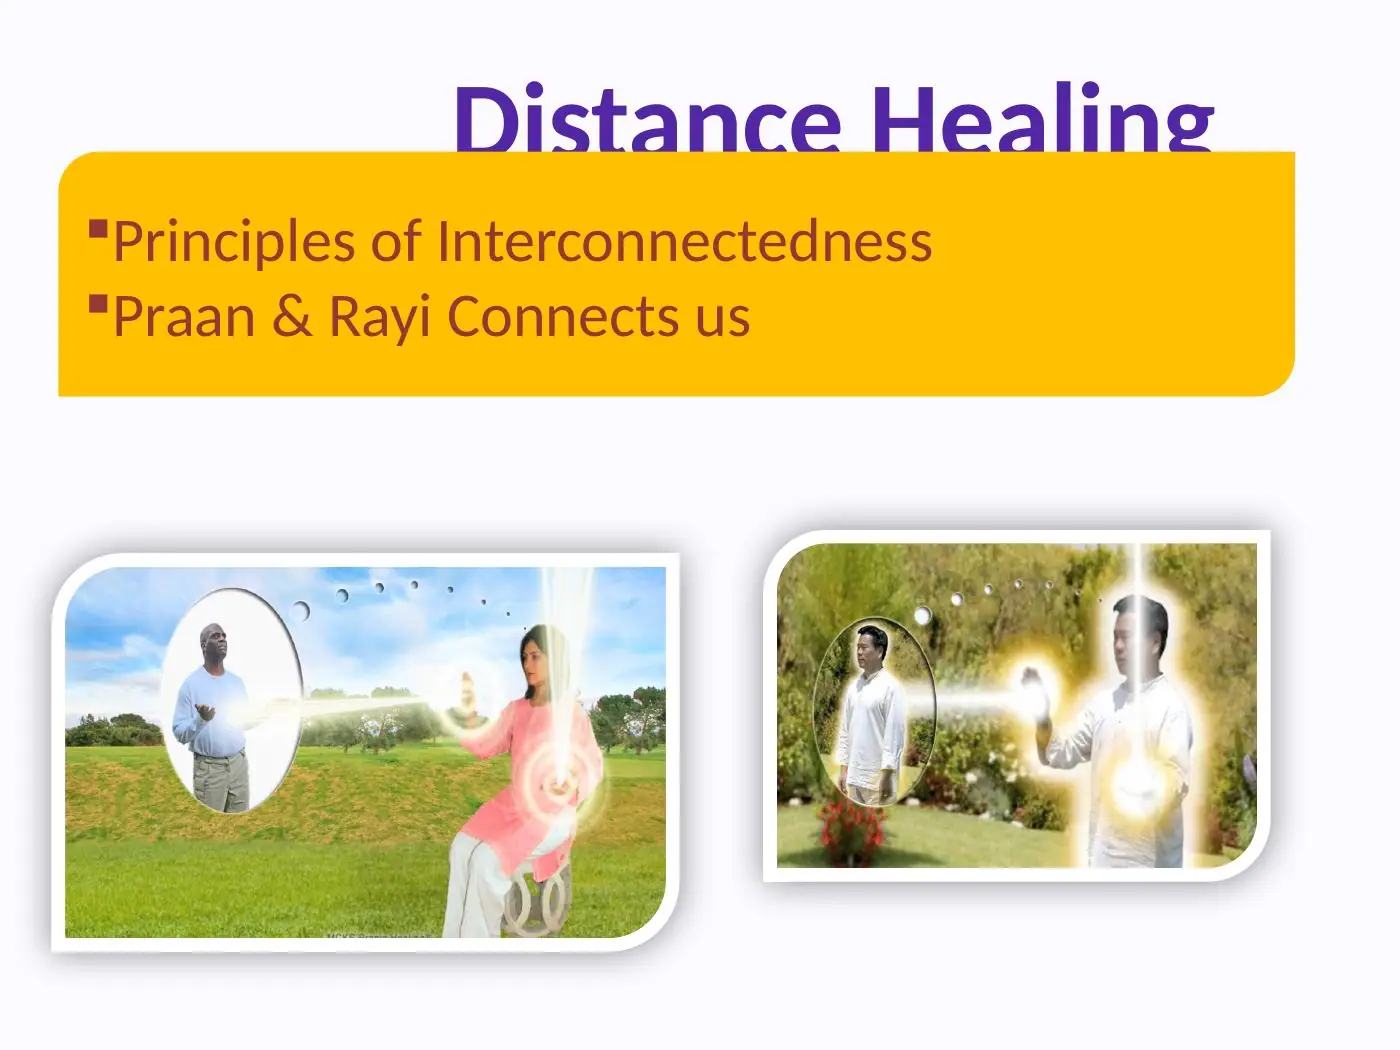 Distance Healing
▪Principles of Interconnectedness
▪Praan & Rayi Connects us